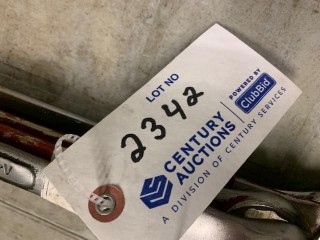 LOT NO
2342
CENTURY
AUCTIONS
A DIVISION OF CENTURY SERVICES
POWERED BY
ClubBid